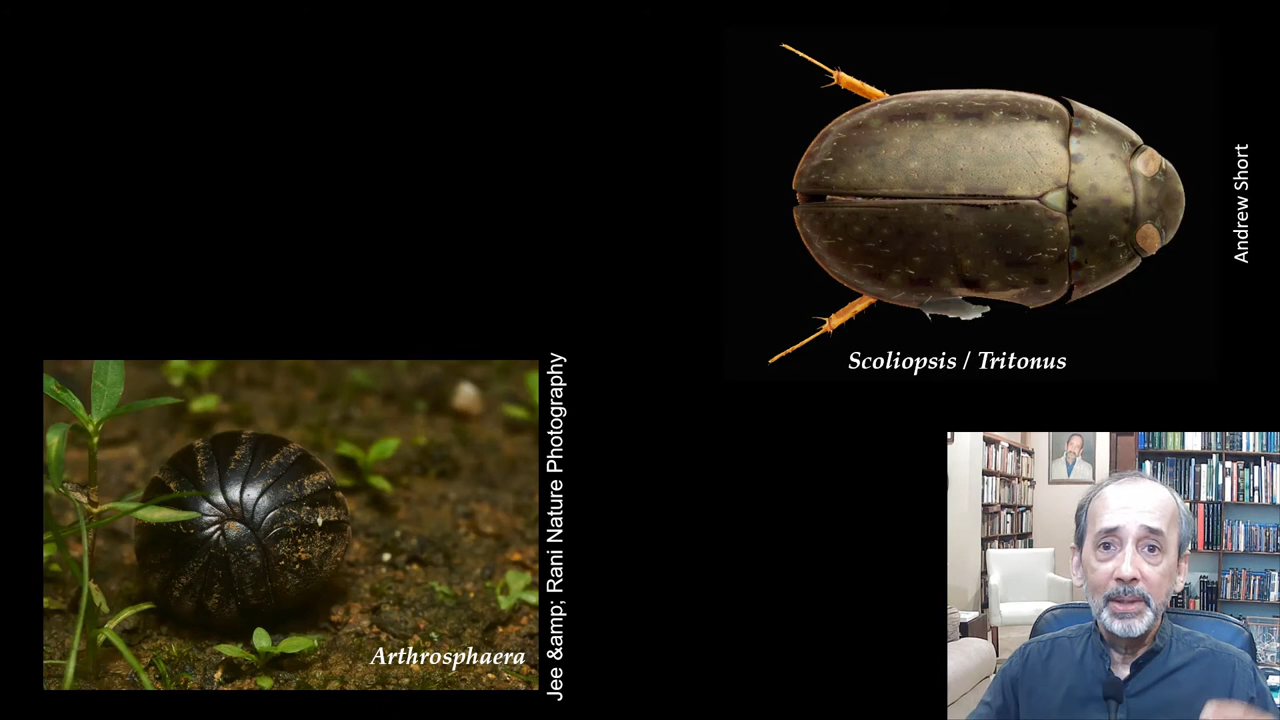 Andrew Short
Scoliopsis / Tritonus
Jee &amp; Rani Nature Photography
Arthrosphaera